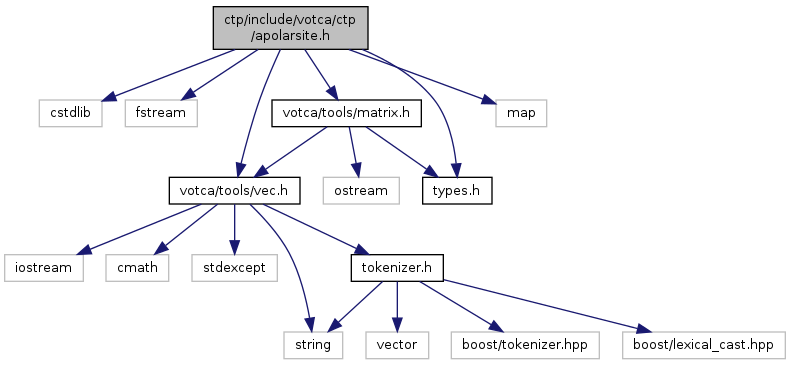 ctp/include/votca/ctp
/apolarsite.h
cstdlib
fstream
votca/tools/matrix.h
map
votca/tools/vec.h
ostream
types.h
iostream
cmath
stdexcept
tokenizer.h
string
vector
boost/tokenizer.hpp
boost/lexical_cast.hpp